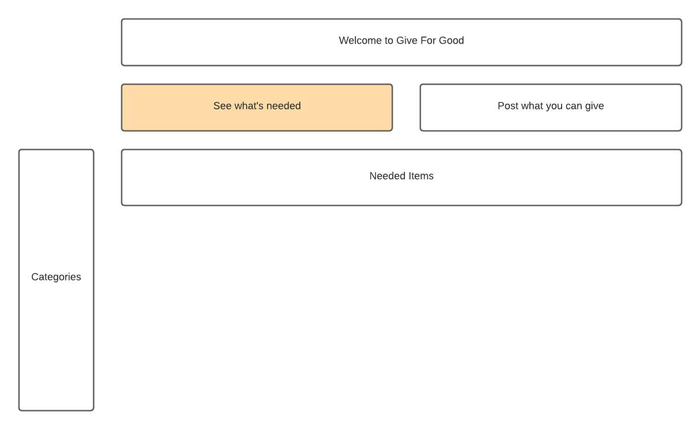 Welcome to Give For Good
See what's needed
Post what you can give
Needed Items
Categories